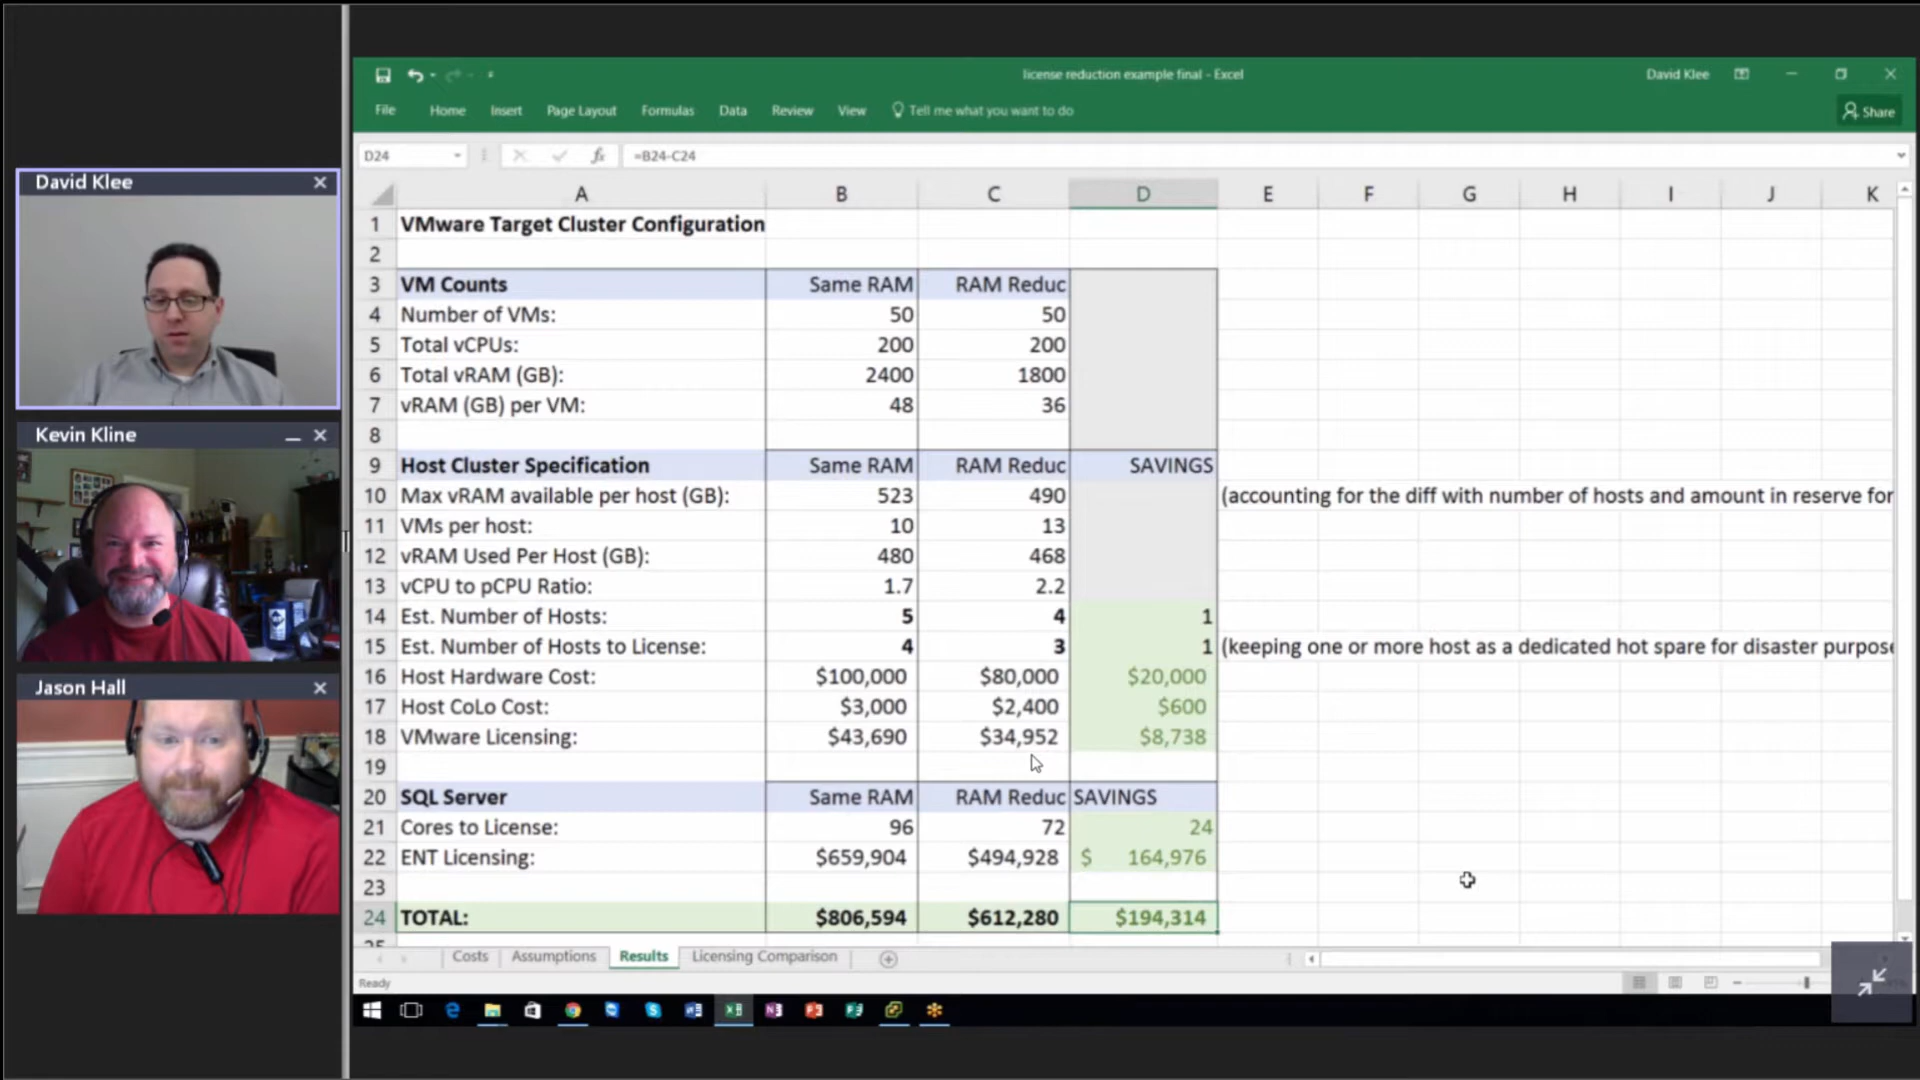 David Klee
Kevin Kline
Jason Hall
license reduction example final - Excel
David Klee
File Home Insert Page Layout Formulas Data Review View Tell me what you want to do
Share
D24 fx =B24-C24
A B C D E F G H I J K
1 VMware Target Cluster Configuration
2
3 VM Counts Same RAM RAM Reduc
4 Number of VMs: 50 50
5 Total vCPUs: 200 200
6 Total vRAM (GB): 2400 1800
7 vRAM (GB) per VM: 48 36
8
9 Host Cluster Specification Same RAM RAM Reduc SAVINGS
10 Max vRAM available per host (GB): 523 490 (accounting for the diff with number of hosts and amount in reserve for
11 VMs per host: 10 13
12 vRAM Used Per Host (GB): 480 468
13 vCPU to pCPU Ratio: 1.7 2.2
14 Est. Number of Hosts: 5 4 1
15 Est. Number of Hosts to License: 4 3 1 (keeping one or more host as a dedicated hot spare for disaster purpose
16 Host Hardware Cost: $100,000 $80,000 $20,000
17 Host CoLo Cost: $3,000 $2,400 $600
18 VMware Licensing: $43,690 $34,952 $8,738
19
20 SQL Server Same RAM RAM Reduc SAVINGS
21 Cores to License: 96 72 24
22 ENT Licensing: $659,904 $494,928 $ 164,976
23
24 TOTAL: $806,594 $612,280 $194,314
25
Costs Assumptions Results Licensing Comparison
Ready